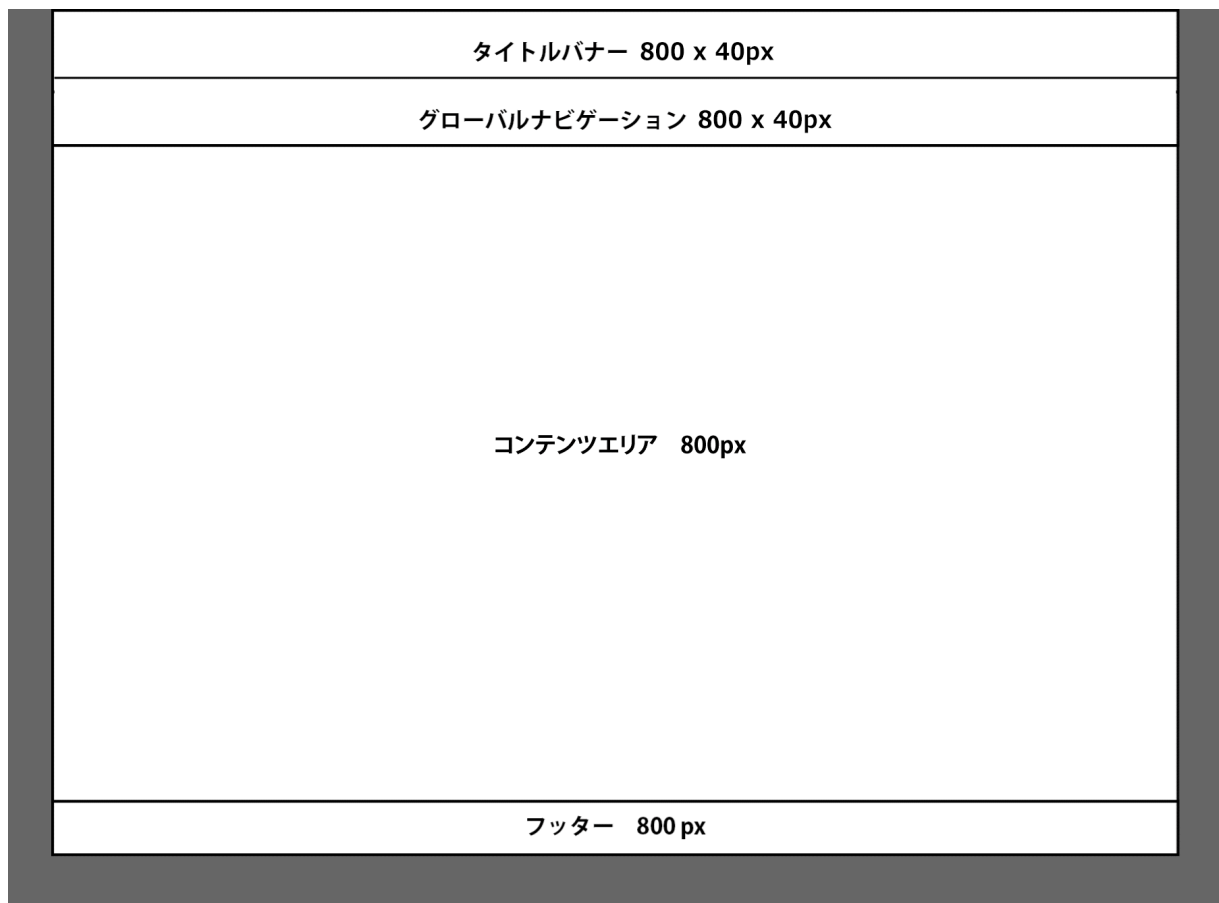 タイトルバナー 800 x 40px
グローバルナビゲーション 800 x 40px
コンテンツエリア　800px
フッター　800 px